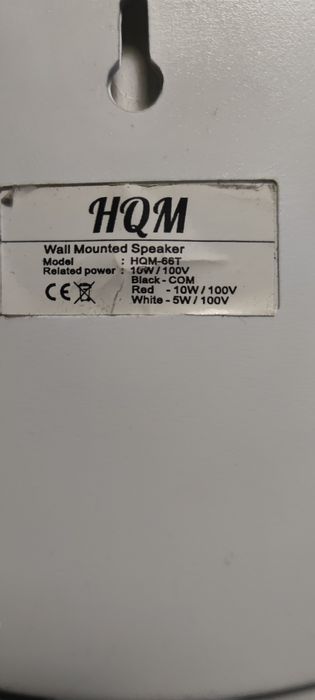 HQM
Wall Mounted Speaker
Model : HQM-66T
Related power : 10W / 100V
Black - COM
CE Red - 10W / 100V
White - 5W / 100V